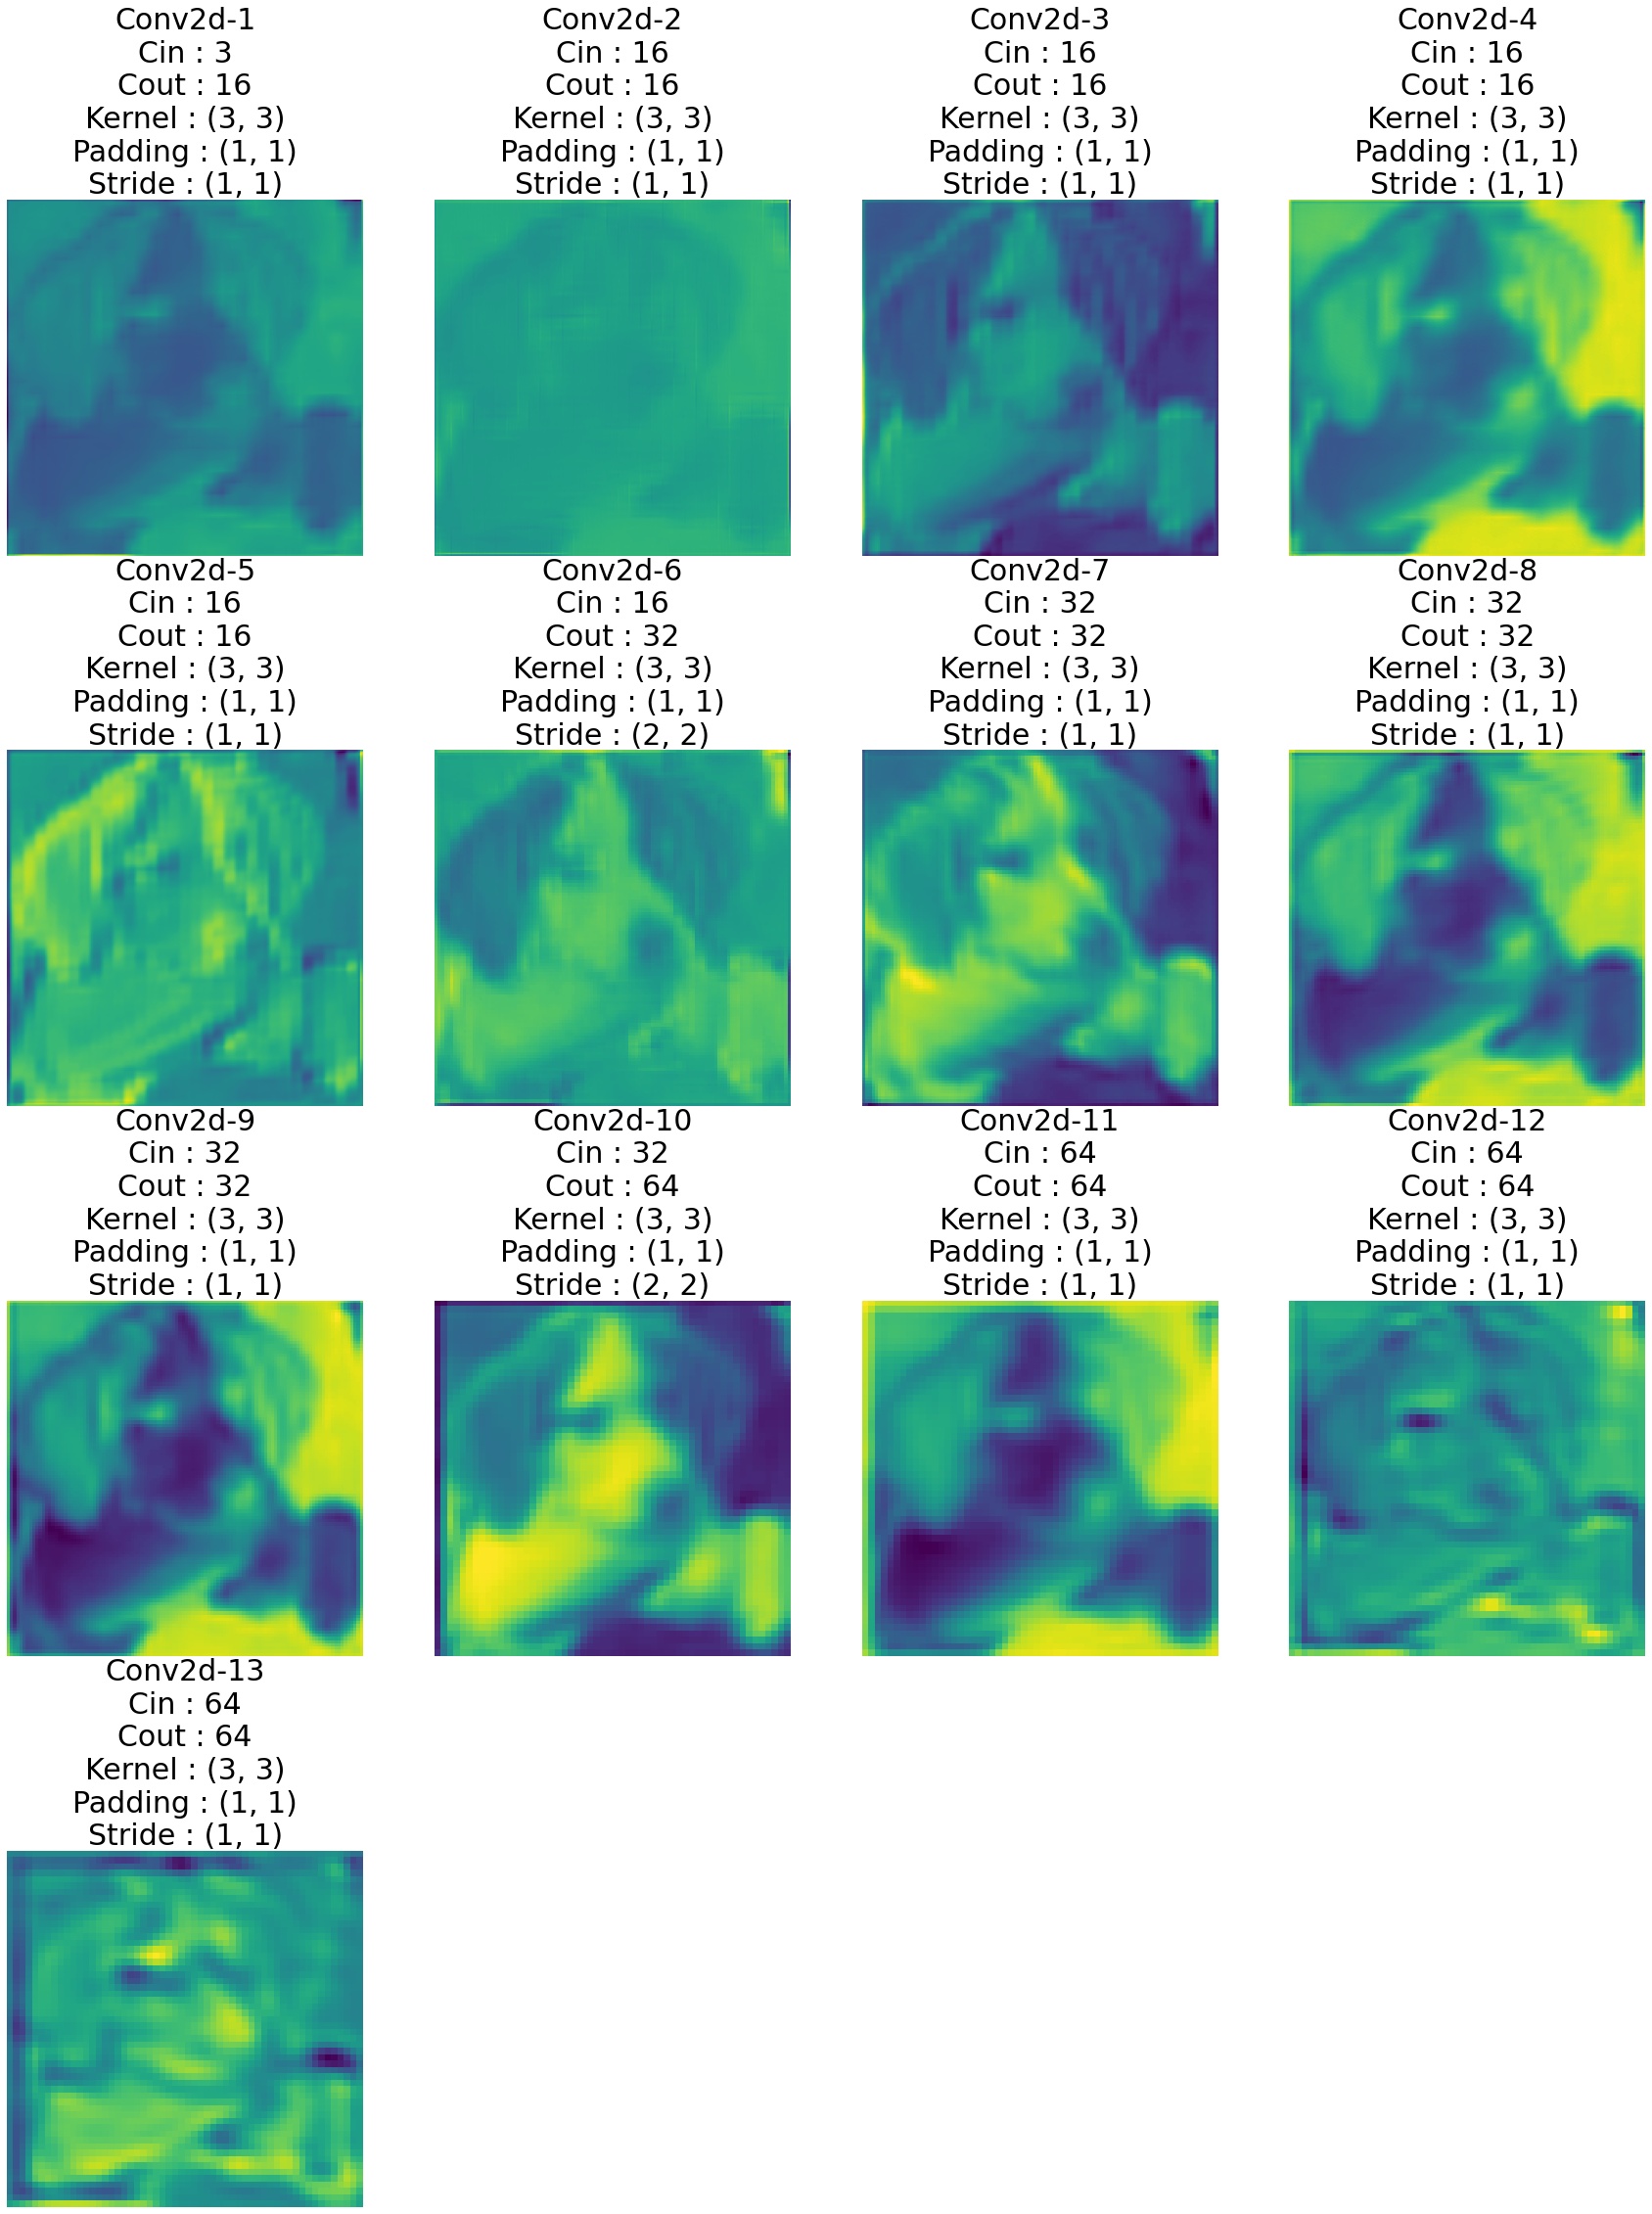 Conv2d-1
Cin : 3
Cout : 16
Kernel : (3, 3)
Padding : (1, 1)
Stride : (1, 1)
Conv2d-2
Cin : 16
Cout : 16
Kernel : (3, 3)
Padding : (1, 1)
Stride : (1, 1)
Conv2d-3
Cin : 16
Cout : 16
Kernel : (3, 3)
Padding : (1, 1)
Stride : (1, 1)
Conv2d-4
Cin : 16
Cout : 16
Kernel : (3, 3)
Padding : (1, 1)
Stride : (1, 1)
Conv2d-5
Cin : 16
Cout : 16
Kernel : (3, 3)
Padding : (1, 1)
Stride : (1, 1)
Conv2d-6
Cin : 16
Cout : 32
Kernel : (3, 3)
Padding : (1, 1)
Stride : (2, 2)
Conv2d-7
Cin : 32
Cout : 32
Kernel : (3, 3)
Padding : (1, 1)
Stride : (1, 1)
Conv2d-8
Cin : 32
Cout : 32
Kernel : (3, 3)
Padding : (1, 1)
Stride : (1, 1)
Conv2d-9
Cin : 32
Cout : 32
Kernel : (3, 3)
Padding : (1, 1)
Stride : (1, 1)
Conv2d-10
Cin : 32
Cout : 64
Kernel : (3, 3)
Padding : (1, 1)
Stride : (2, 2)
Conv2d-11
Cin : 64
Cout : 64
Kernel : (3, 3)
Padding : (1, 1)
Stride : (1, 1)
Conv2d-12
Cin : 64
Cout : 64
Kernel : (3, 3)
Padding : (1, 1)
Stride : (1, 1)
Conv2d-13
Cin : 64
Cout : 64
Kernel : (3, 3)
Padding : (1, 1)
Stride : (1, 1)